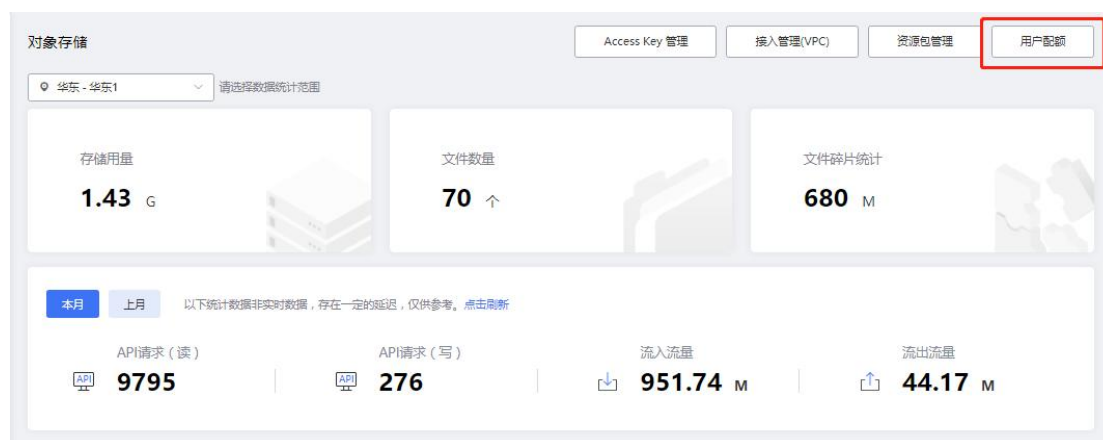 对象存储
Access Key 管理
接入管理(VPC)
资源包管理
用户配额
华东 - 华东1
请选择数据统计范围
存储用量
文件数量
文件碎片统计
1.43 G
70 个
680 M
本月
上月
以下统计数据非实时数据，存在一定的延迟，仅供参考。点击刷新
API请求（读）
API请求（写）
流入流量
流出流量
API
9795
API
276
951.74 M
44.17 M